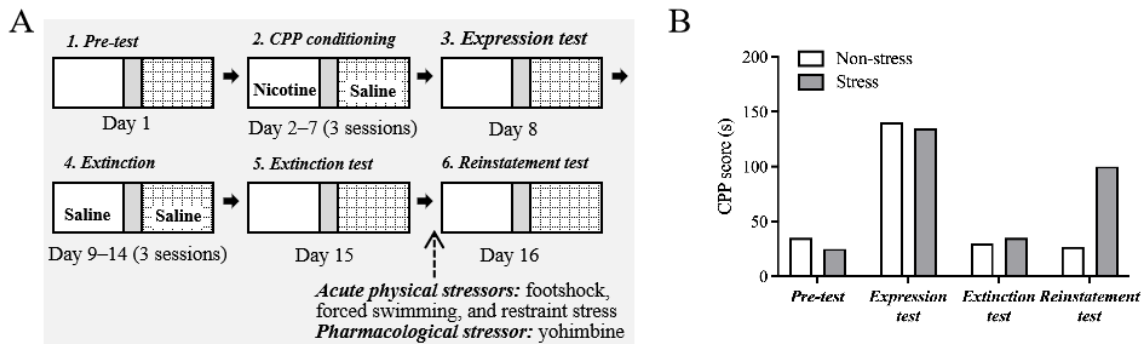 A
1. Pre-test
2. CPP conditioning
3. Expression test
Nicotine
Saline
Day 1
Day 2–7 (3 sessions)
Day 8
4. Extinction
5. Extinction test
6. Reinstatement test
Saline
Saline
Day 9–14 (3 sessions)
Day 15
Day 16
Acute physical stressors: footshock,
forced swimming, and restraint stress
Pharmacological stressor: yohimbine
B
Non-stress
Stress
CPP score (s)
200
150
100
50
0
Pre-test
Expression
test
Extinction
test
Reinstatement
test